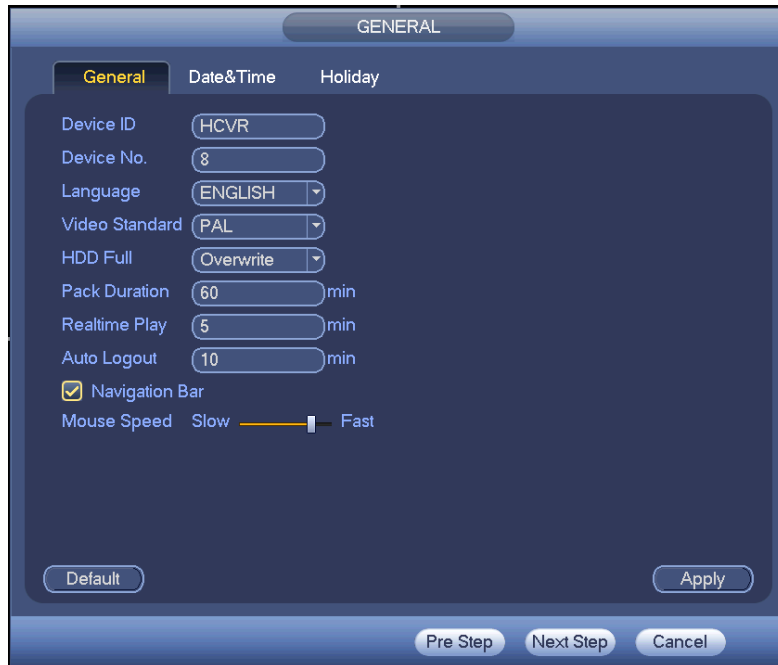 GENERAL
General Date&Time Holiday
Device ID HCVR
Device No. 8
Language ENGLISH
Video Standard PAL
HDD Full Overwrite
Pack Duration 60 min
Realtime Play 5 min
Auto Logout 10 min
Navigation Bar
Mouse Speed Slow Fast
Default Apply
Pre Step Next Step Cancel